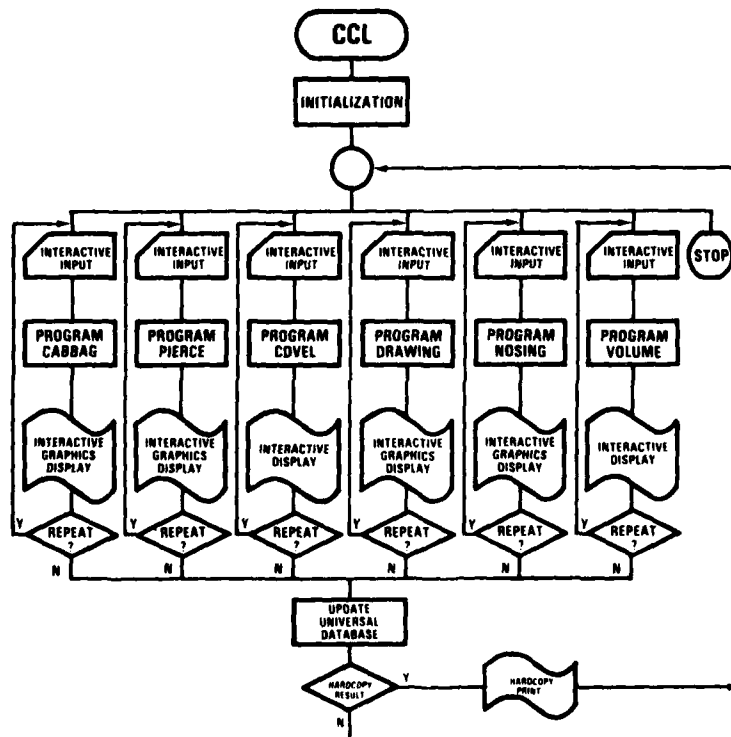 CCL
INITIALIZATION
INTERACTIVE
INPUT
INTERACTIVE
INPUT
INTERACTIVE
INPUT
INTERACTIVE
INPUT
INTERACTIVE
INPUT
INTERACTIVE
INPUT
STOP
PROGRAM
CABBAG
PROGRAM
PIERCE
PROGRAM
CDVEL
PROGRAM
DRAWING
PROGRAM
NOSING
PROGRAM
VOLUME
INTERACTIVE
GRAPHICS
DISPLAY
INTERACTIVE
GRAPHICS
DISPLAY
INTERACTIVE
DISPLAY
INTERACTIVE
GRAPHICS
DISPLAY
INTERACTIVE
GRAPHICS
DISPLAY
INTERACTIVE
DISPLAY
Y
REPEAT
?
N
Y
REPEAT
?
N
Y
REPEAT
?
N
Y
REPEAT
?
N
Y
REPEAT
?
N
Y
REPEAT
?
N
UPDATE
UNIVERSAL
DATABASE
HARDCOPY
RESULT
Y
N
HARDCOPY
PRINT